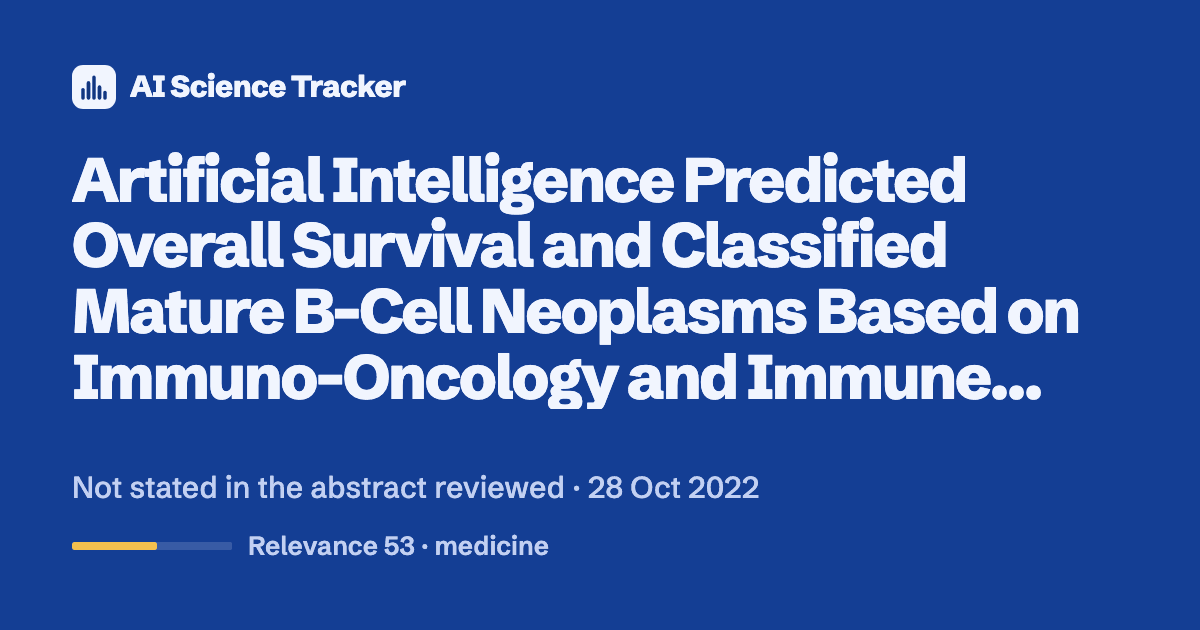 AI Science Tracker
Artificial Intelligence Predicted
Overall Survival and Classified
Mature B-Cell Neoplasms Based on
Immuno-Oncology and Immune...
Not stated in the abstract reviewed · 28 Oct 2022
Relevance 53 · medicine